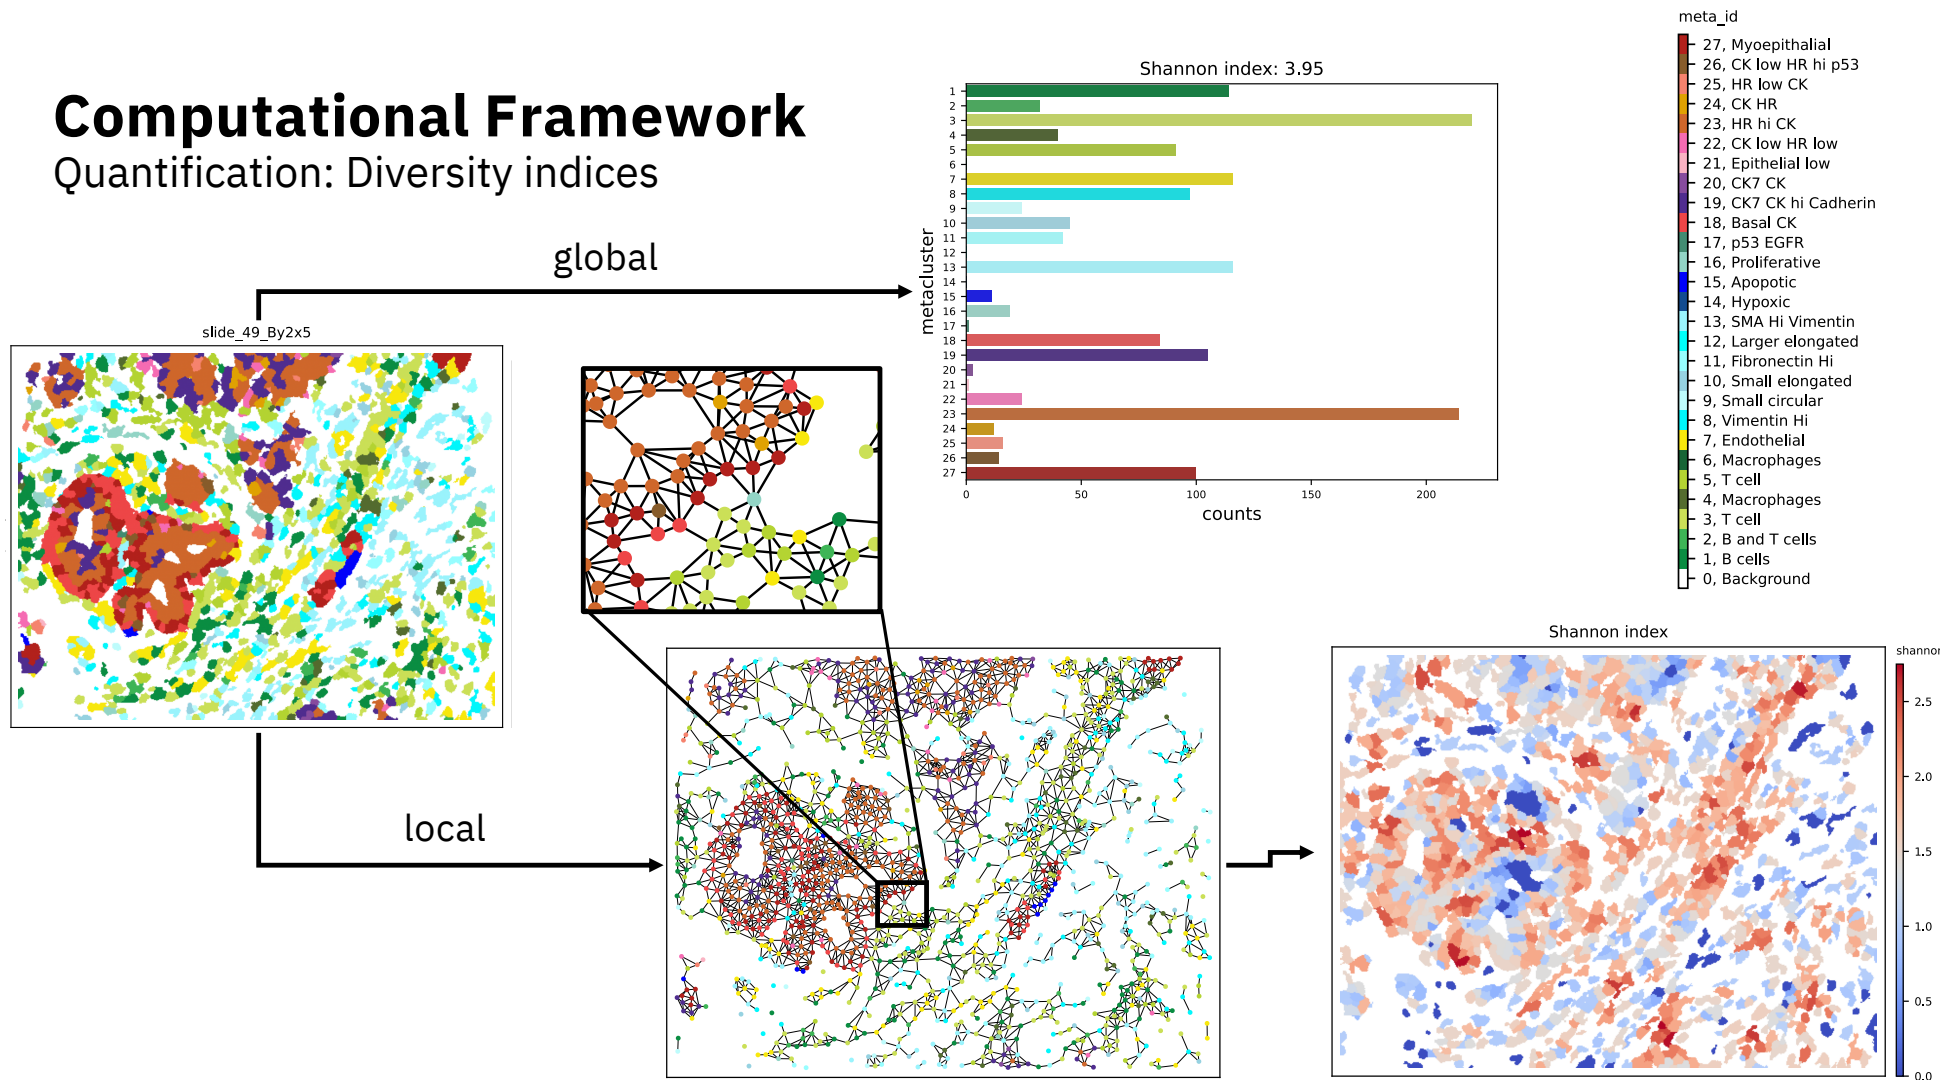 Computational Framework
Quantification: Diversity indices
global
slide_49_By2x5
local
Shannon index: 3.95
metacluster
1
2
3
4
5
6
7
8
9
10
11
12
13
14
15
16
17
18
19
20
21
22
23
24
25
26
27
0 50 100 150 200
counts
meta_id
27, Myoepithelial
26, CK low HR hi p53
25, HR low CK
24, CK HR
23, HR hi CK
22, CK low HR low
21, Epithelial low
20, CK7 CK
19, CK7 CK hi Cadherin
18, Basal CK
17, p53 EGFR
16, Proliferative
15, Apopotic
14, Hypoxic
13, SMA Hi Vimentin
12, Larger elongated
11, Fibronectin Hi
10, Small elongated
9, Small circular
8, Vimentin Hi
7, Endothelial
6, Macrophages
5, T cell
4, Macrophages
3, T cell
2, B and T cells
1, B cells
0, Background
Shannon index
shannon
2.5
2.0
1.5
1.0
0.5
0.0